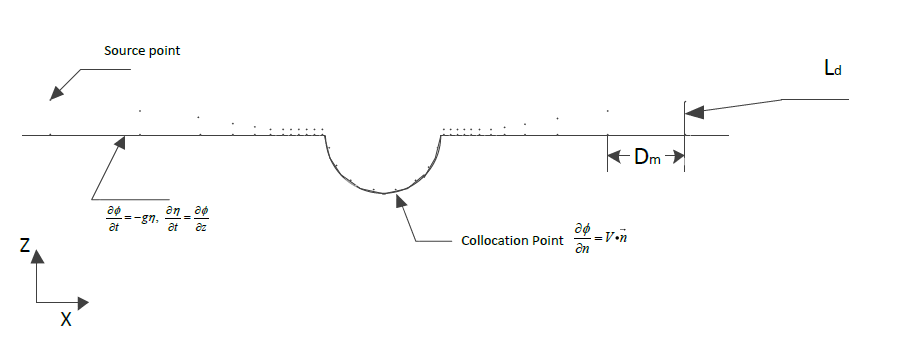 Source point
Ld
Dm
∂ϕ/∂t = -gη, ∂η/∂t = ∂ϕ/∂z
Collocation Point ∂ϕ/∂n = V•n⃗
Z
X